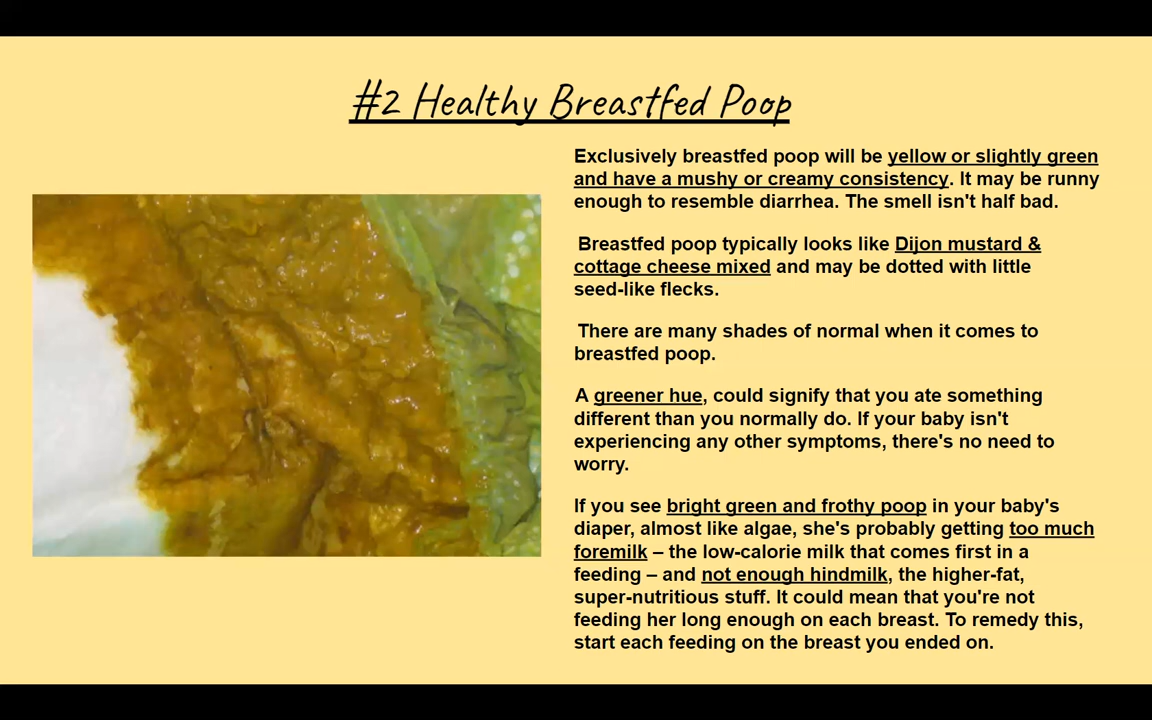 #2 Healthy Breastfed Poop
Exclusively breastfed poop will be yellow or slightly green
and have a mushy or creamy consistency. It may be runny
enough to resemble diarrhea. The smell isn't half bad.
Breastfed poop typically looks like Dijon mustard &
cottage cheese mixed and may be dotted with little
seed-like flecks.
There are many shades of normal when it comes to
breastfed poop.
A greener hue, could signify that you ate something
different than you normally do. If your baby isn't
experiencing any other symptoms, there's no need to
worry.
If you see bright green and frothy poop in your baby's
diaper, almost like algae, she's probably getting too much
foremilk – the low-calorie milk that comes first in a
feeding – and not enough hindmilk, the higher-fat,
super-nutritious stuff. It could mean that you're not
feeding her long enough on each breast. To remedy this,
start each feeding on the breast you ended on.